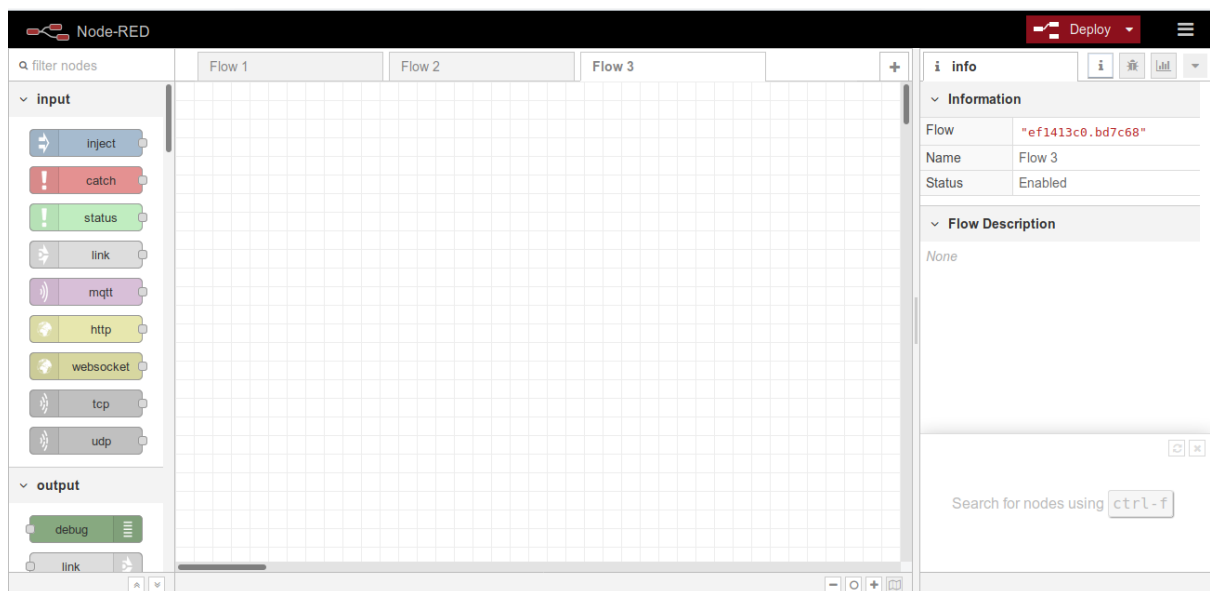 Node-RED
Deploy
filter nodes
Flow 1
Flow 2
Flow 3
i info
input
inject
catch
status
link
mqtt
http
websocket
tcp
udp
output
debug
link
Information
Flow "ef1413c0.bd7c68"
Name Flow 3
Status Enabled
Flow Description
None
Search for nodes using ctrl-f